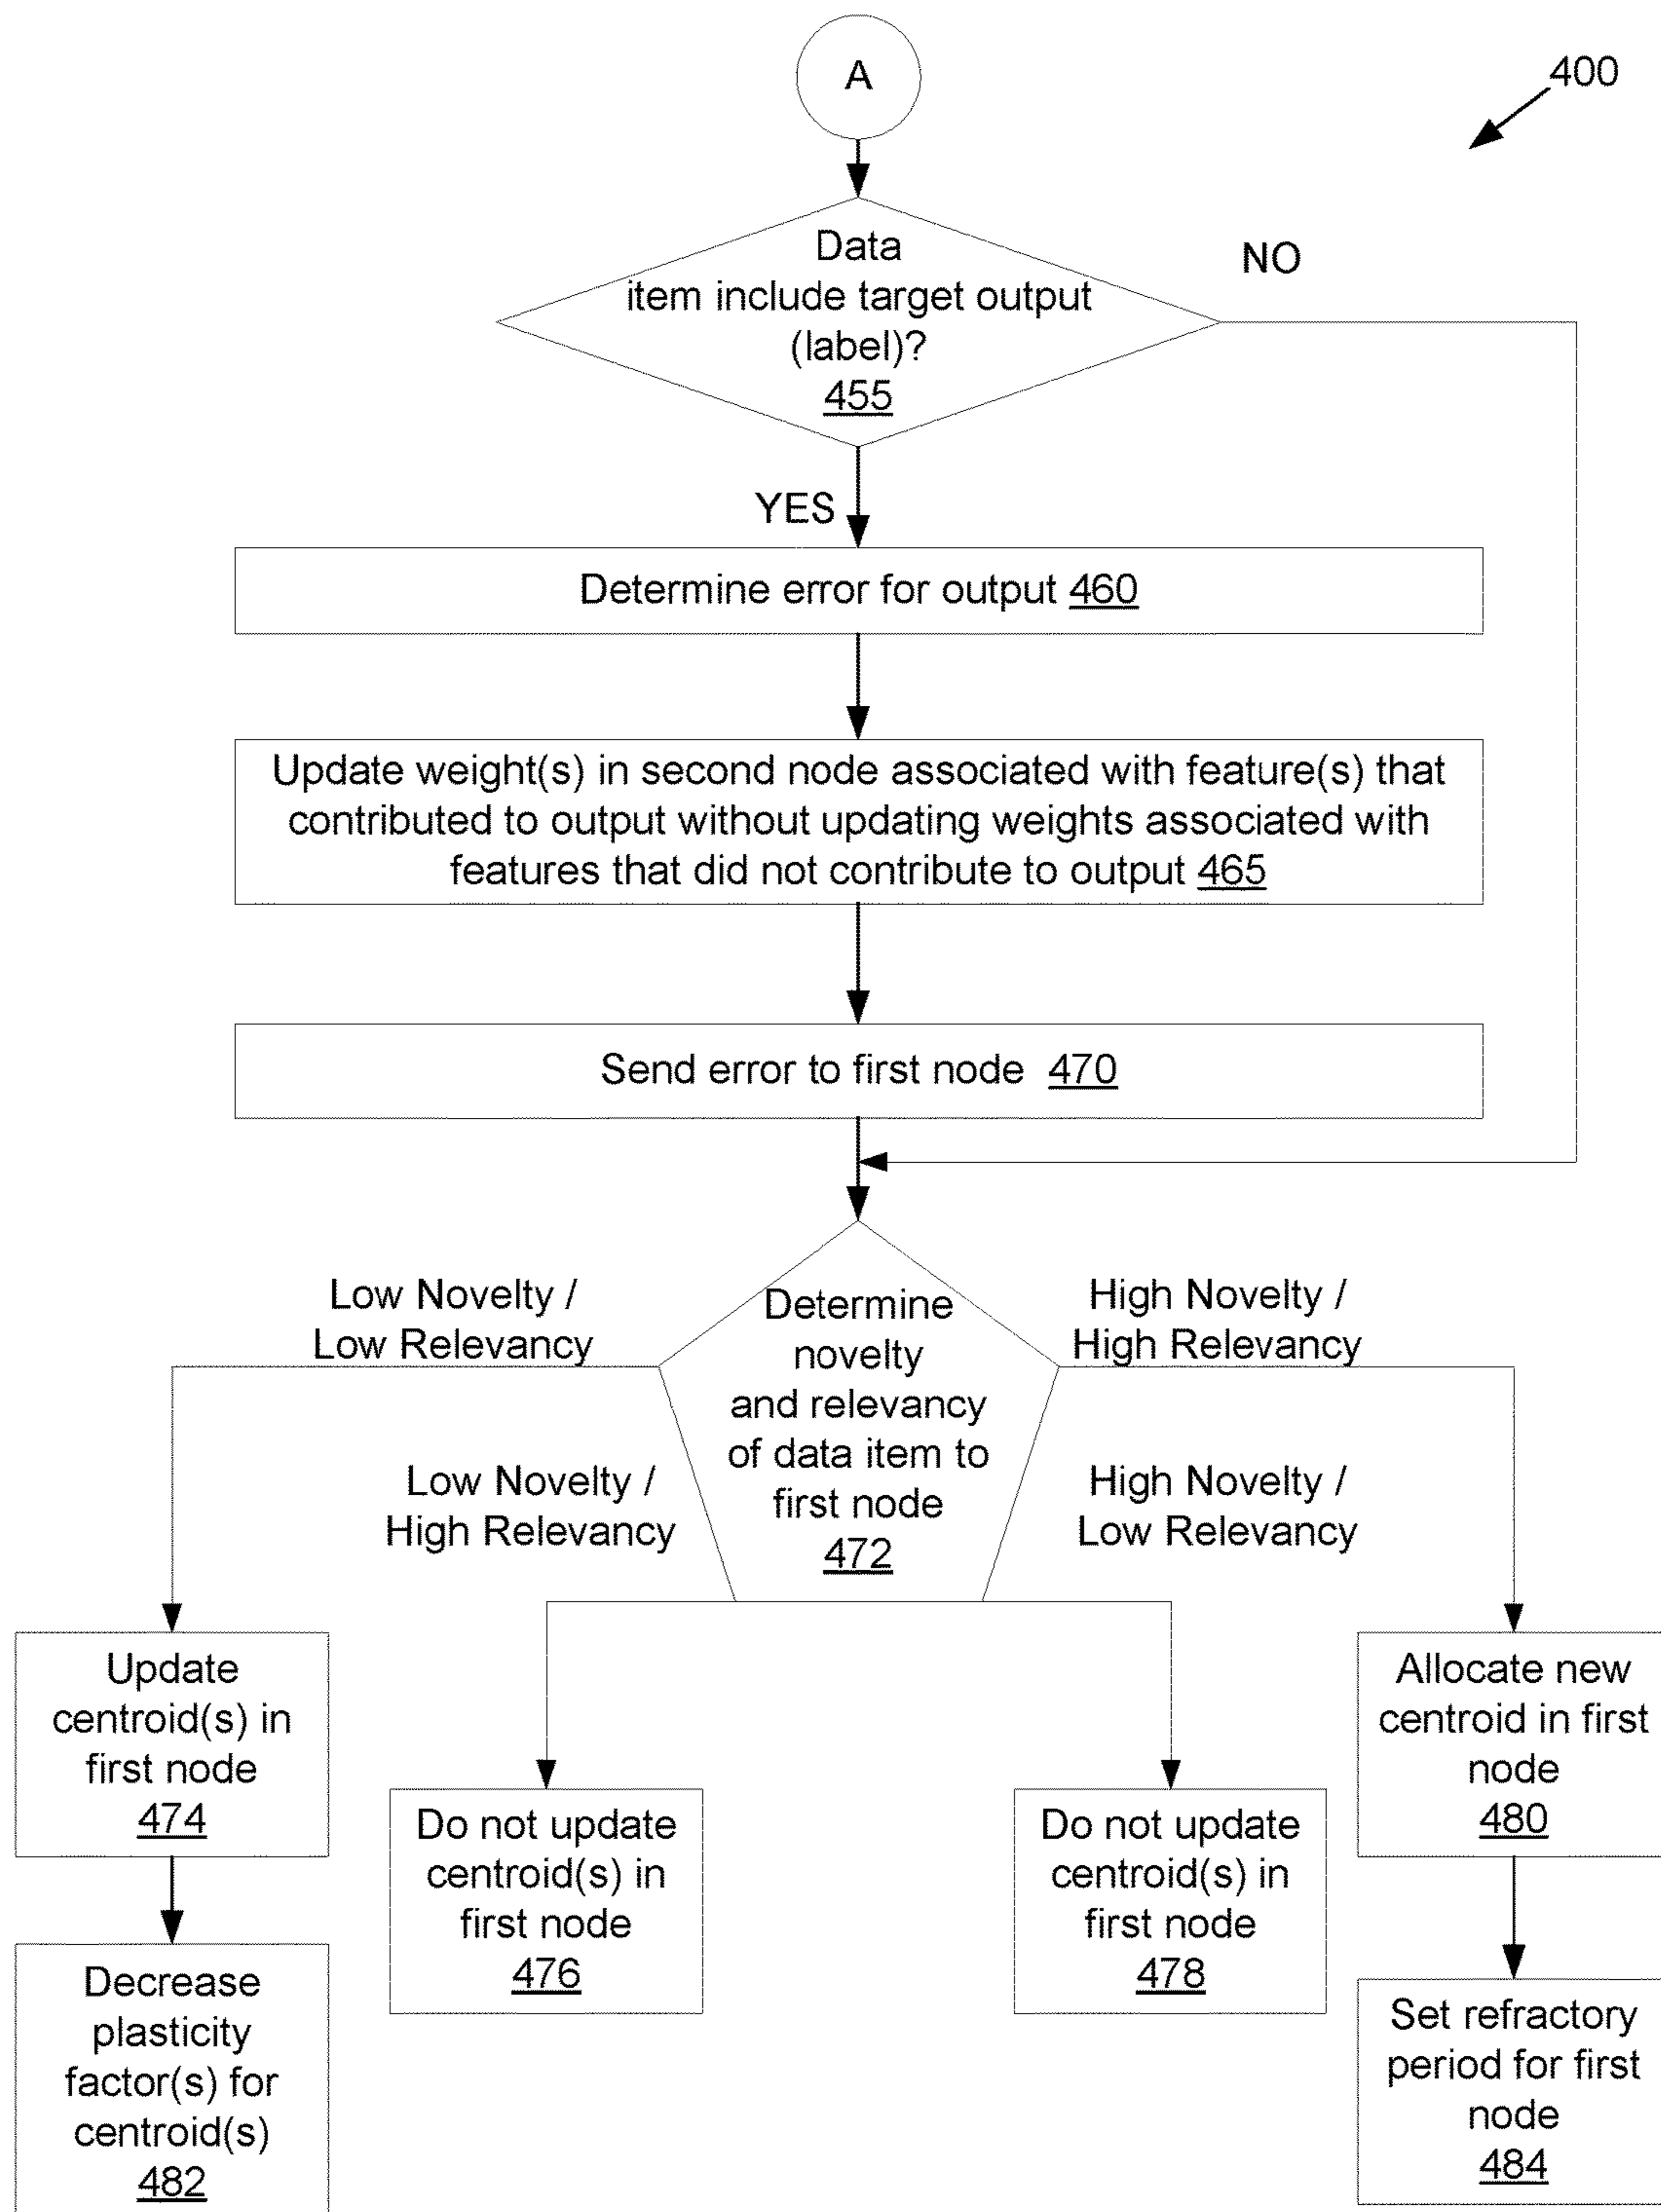 A
400
Data
item include target output
(label)?
455
NO
YES
Determine error for output 460
Update weight(s) in second node associated with feature(s) that
contributed to output without updating weights associated with
features that did not contribute to output 465
Send error to first node 470
Low Novelty /
Low Relevancy
Determine
novelty
and relevancy
of data item to
first node
472
High Novelty /
High Relevancy
Low Novelty /
High Relevancy
High Novelty /
Low Relevancy
Update
centroid(s) in
first node
474
Do not update
centroid(s) in
first node
476
Do not update
centroid(s) in
first node
478
Allocate new
centroid in first
node
480
Decrease
plasticity
factor(s) for
centroid(s)
482
Set refractory
period for first
node
484